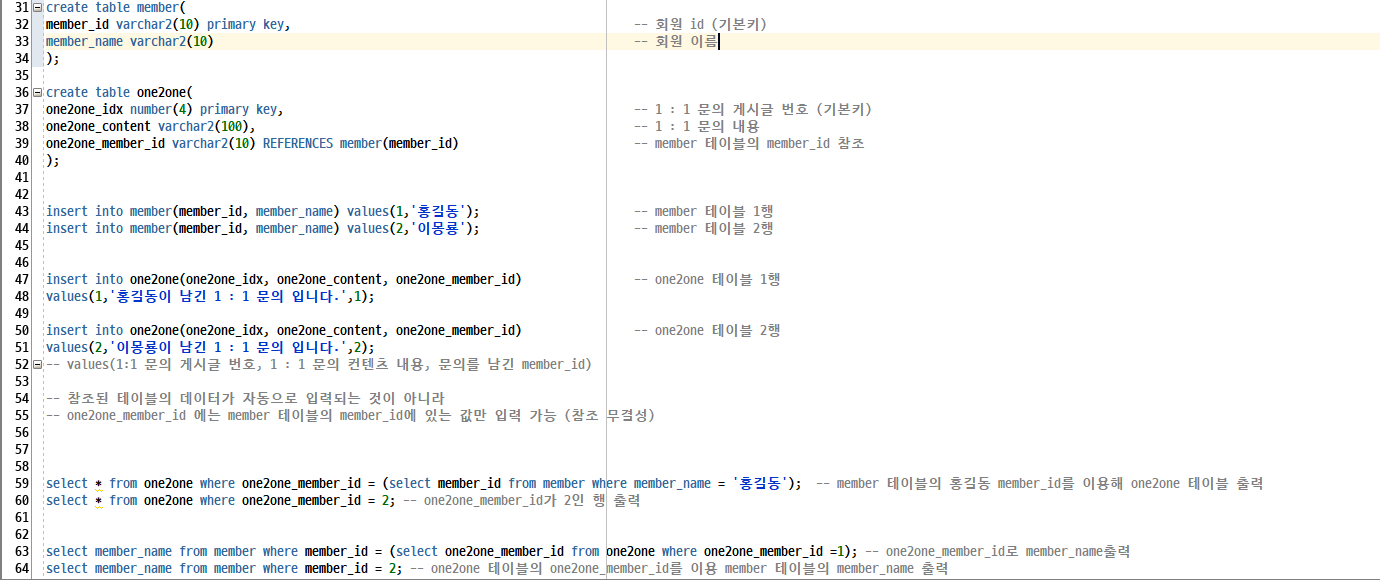 31 create table member(
32 member_id varchar2(10) primary key, -- 회원 id (기본키)
33 member_name varchar2(10) -- 회원 이름
34 );
35
36 create table one2one(
37 one2one_idx number(4) primary key, -- 1 : 1 문의 게시글 번호 (기본키)
38 one2one_content varchar2(100), -- 1 : 1 문의 내용
39 one2one_member_id varchar2(10) REFERENCES member(member_id) -- member 테이블의 member_id 참조
40 );
41
42
43 insert into member(member_id, member_name) values(1,'홍길동'); -- member 테이블 1행
44 insert into member(member_id, member_name) values(2,'이몽룡'); -- member 테이블 2행
45
46
47 insert into one2one(one2one_idx, one2one_content, one2one_member_id) -- one2one 테이블 1행
48 values(1,'홍길동이 남긴 1 : 1 문의 입니다.',1);
49
50 insert into one2one(one2one_idx, one2one_content, one2one_member_id) -- one2one 테이블 2행
51 values(2,'이몽룡이 남긴 1 : 1 문의 입니다.',2);
52 -- values(1:1 문의 게시글 번호, 1 : 1 문의 컨텐츠 내용, 문의를 남긴 member_id)
53
54 -- 참조된 테이블의 데이터가 자동으로 입력되는 것이 아니라
55 -- one2one_member_id 에는 member 테이블의 member_id에 있는 값만 입력 가능 (참조 무결성)
56
57
58
59 select * from one2one where one2one_member_id = (select member_id from member where member_name = '홍길동'); -- member 테이블의 홍길동 member_id를 이용해 one2one 테이블 출력
60 select * from one2one where one2one_member_id = 2; -- one2one_member_id가 2인 행 출력
61
62
63 select member_name from member where member_id = (select one2one_member_id from one2one where one2one_member_id =1); -- one2one_member_id로 member_name출력
64 select member_name from member where member_id = 2; -- one2one 테이블의 one2one_member_id를 이용 member 테이블의 member_name 출력